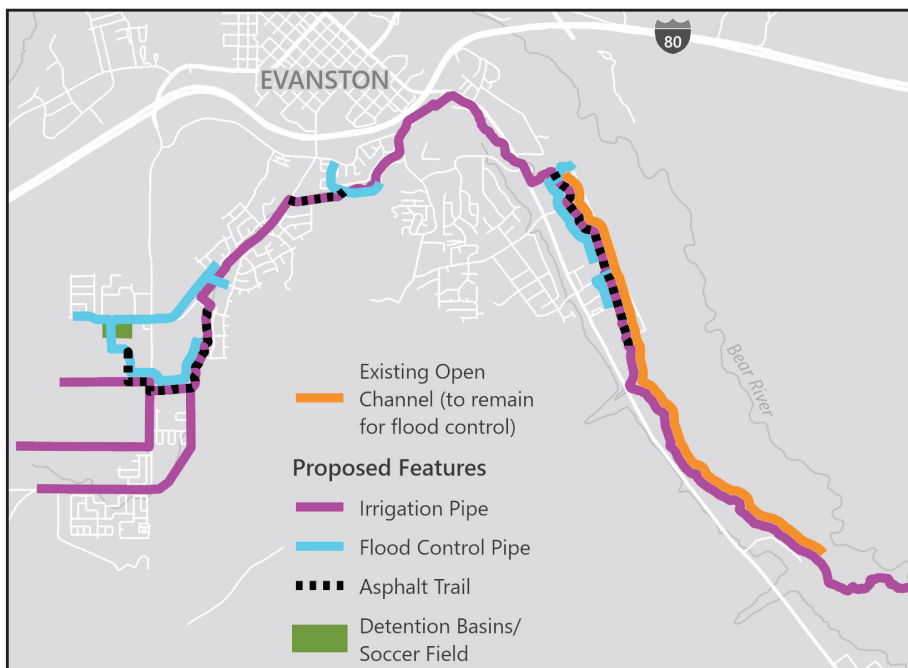 80
EVANSTON
Bear River
Existing Open
Channel (to remain
for flood control)
Proposed Features
Irrigation Pipe
Flood Control Pipe
Asphalt Trail
Detention Basins/
Soccer Field